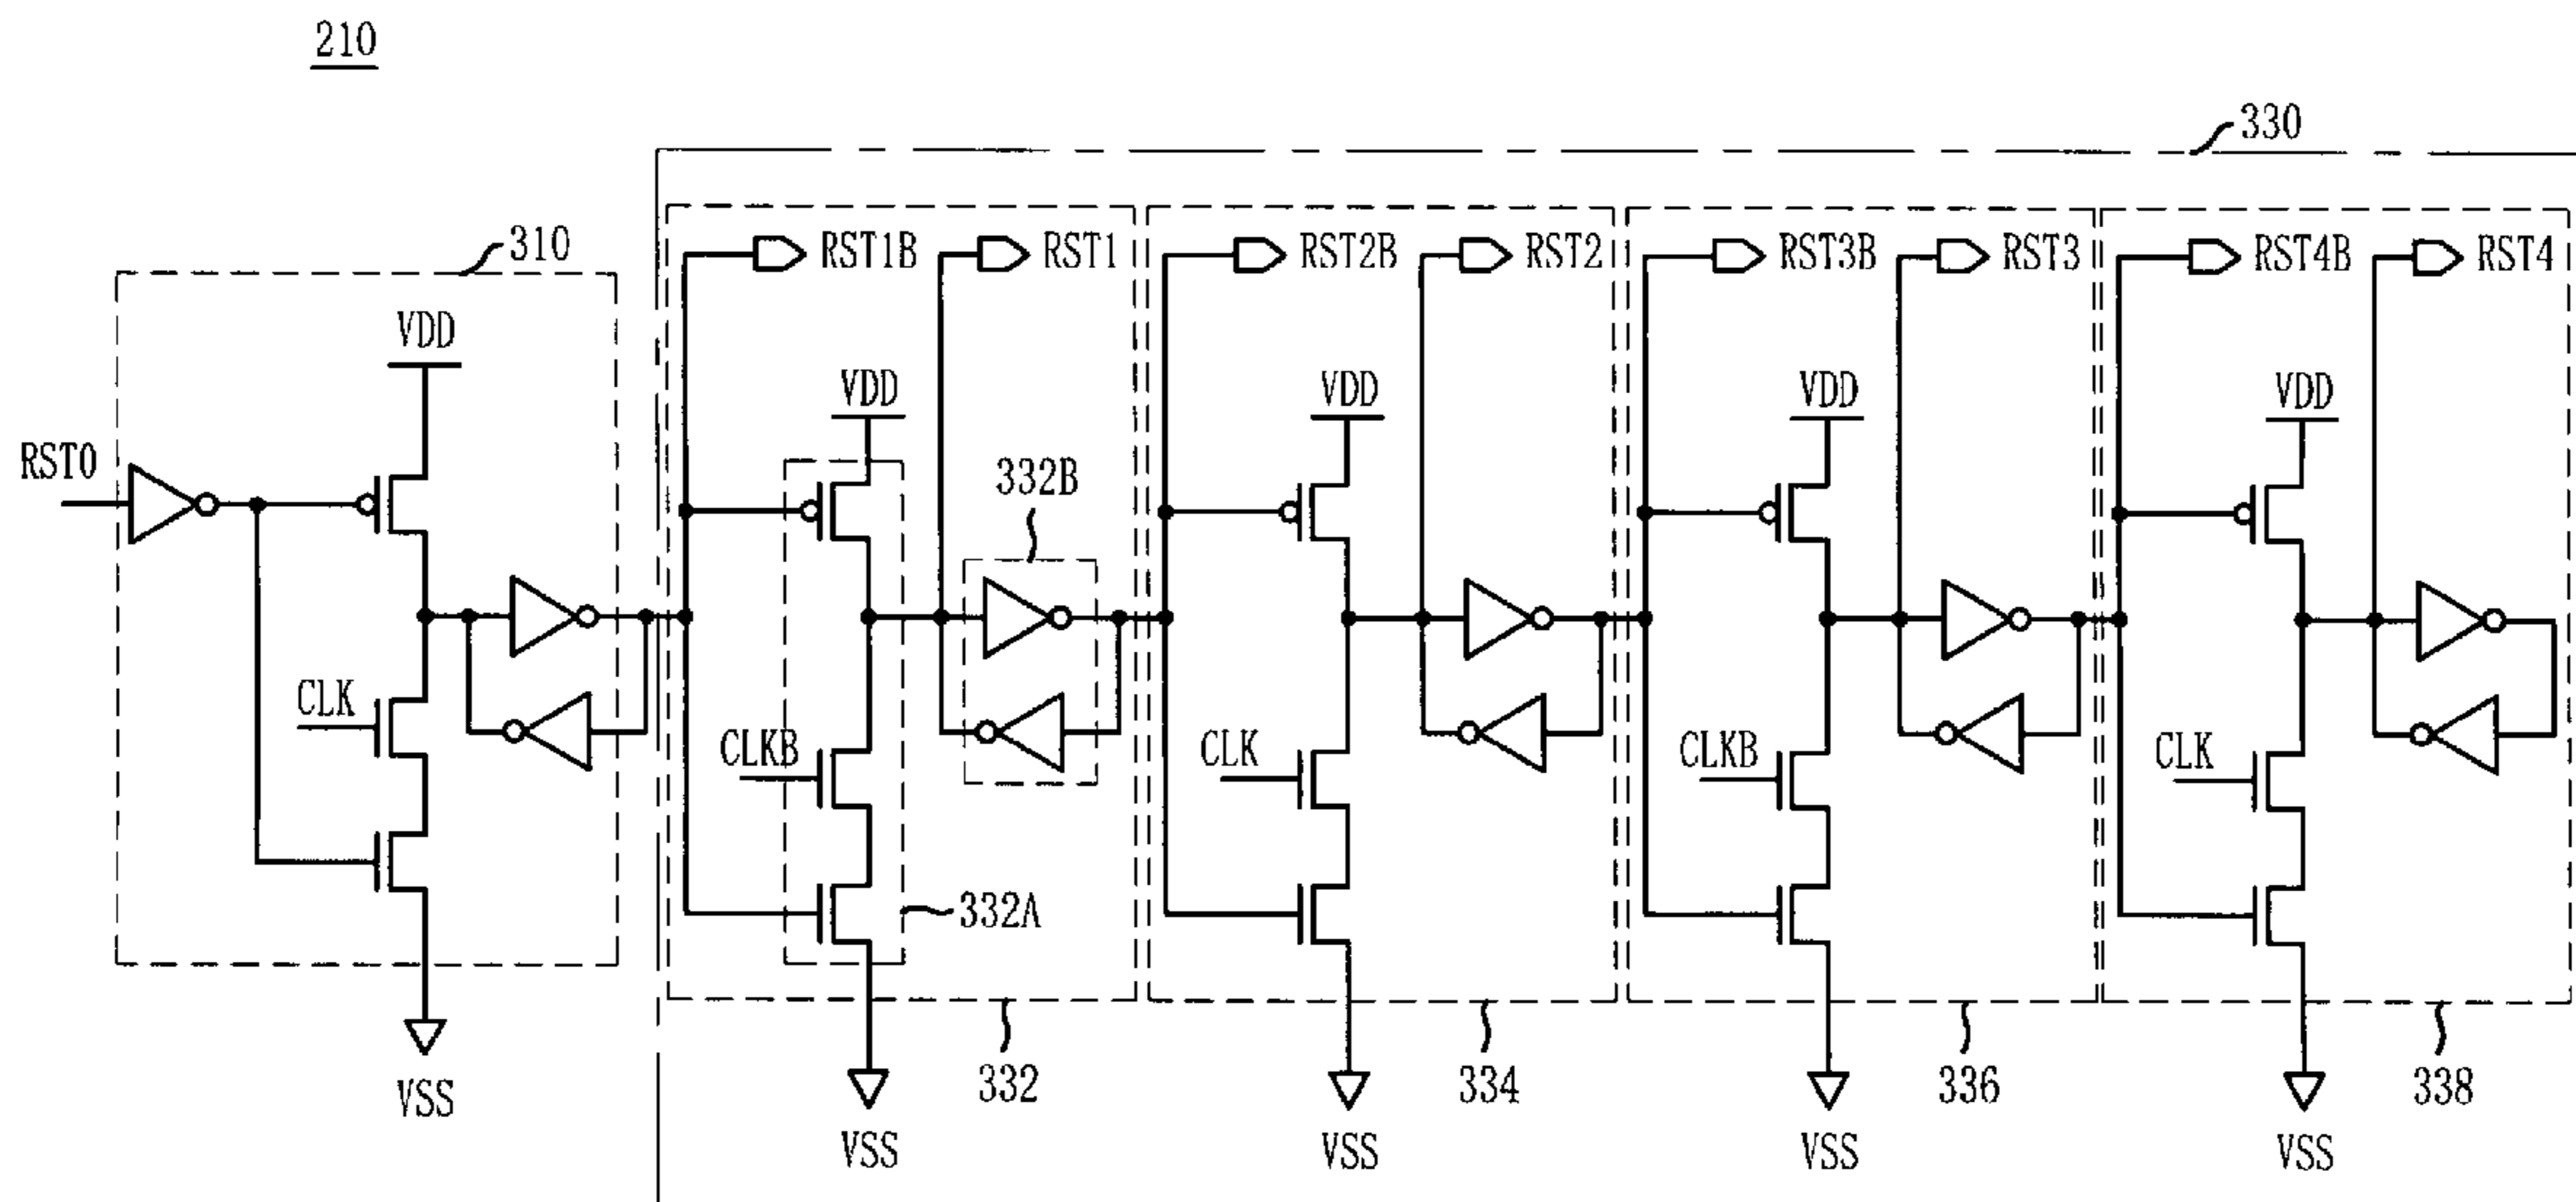 210
330
310
RST1B
RST1
RST2B
RST2
RST3B
RST3
RST4B
RST4
VDD
VDD
VDD
VDD
VDD
RST0
332B
CLK
CLKB
CLK
CLKB
CLK
332A
332
334
336
338
VSS
VSS
VSS
VSS
VSS